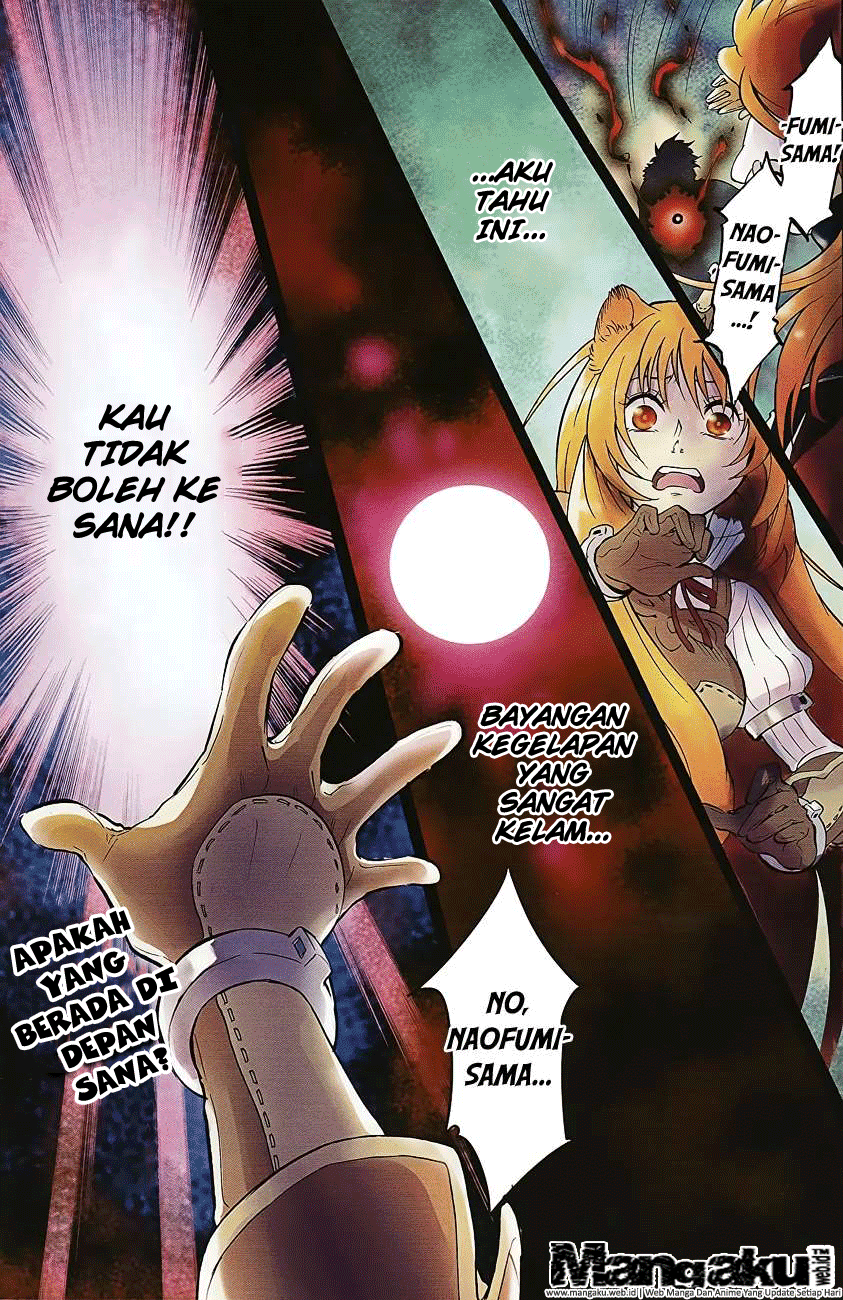 -FUMI-
SAMA!
NAO-
FUMI-
SAMA
...!
...AKU
TAHU
INI...
BAYANGAN
KEGELAPAN
YANG
SANGAT
KELAM...
NO,
NAOFUMI-
SAMA...
KAU
TIDAK
BOLEH KE
SANA!!
APAKAH
YANG
BERADA DI
DEPAN
SANA?
Mangaku
www.mangaku.web.id | Web Manga Dan Anime Yang Update Setiap Hari